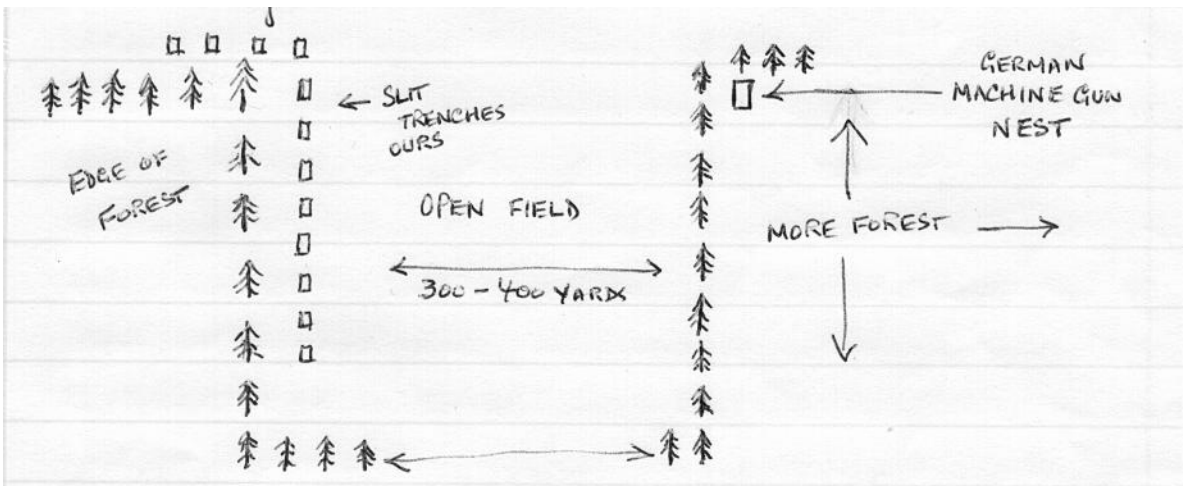 GERMAN
MACHINE GUN
NEST
SLIT
TRENCHES
OURS
EDGE OF
FOREST
OPEN FIELD
MORE FOREST
300-400 YARDS